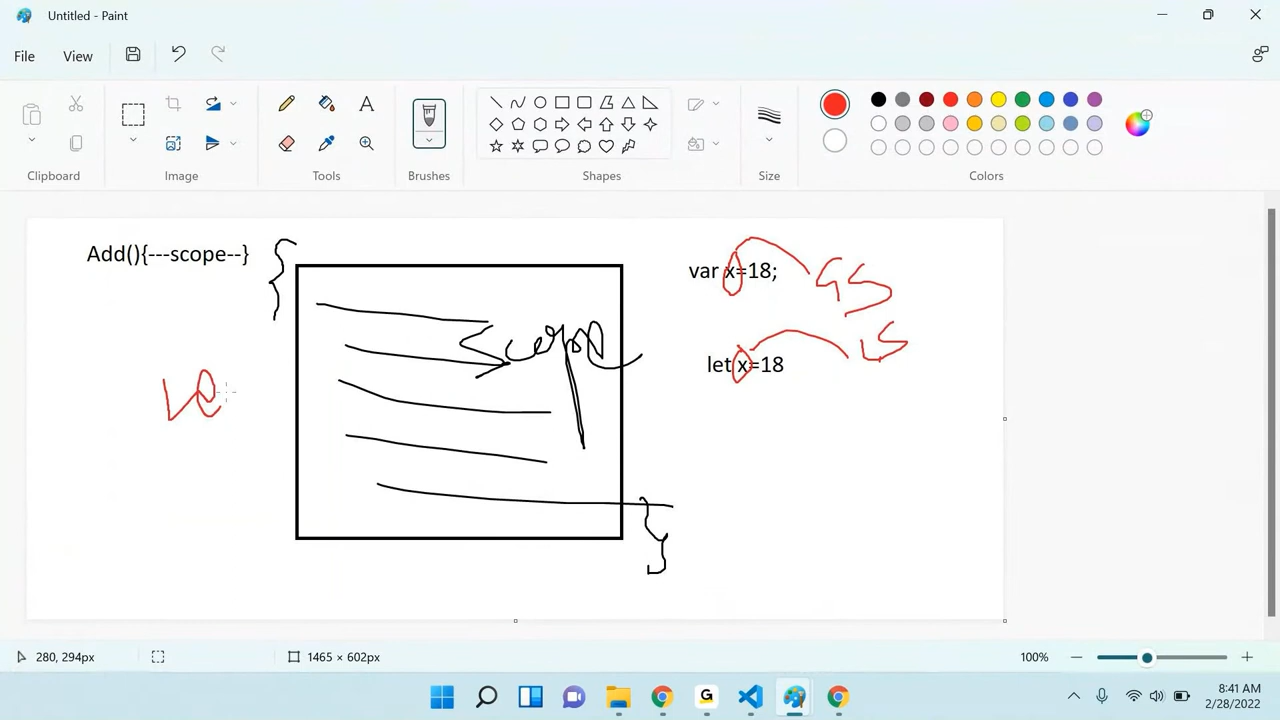 Untitled - Paint
File
View
Clipboard
Image
Tools
Brushes
Shapes
Size
Colors
Add(){---scope--}
{
Scope
}
var x=18;
GS
let x=18
LS
Le
280, 294px
1465 × 602px
100%
8:41 AM
2/28/2022